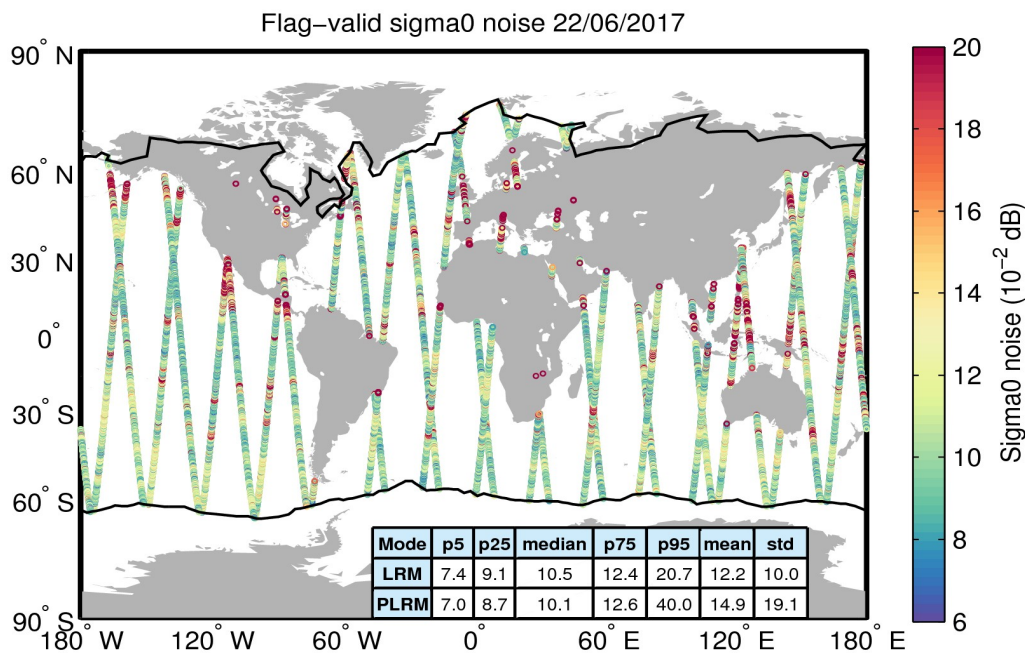 Flag−valid sigma0 noise 22/06/2017
90° N
60° N
30° N
0°
30° S
60° S
90° S
180° W
120° W
60° W
0°
60° E
120° E
180° E
Mode p5 p25 median p75 p95 mean std
LRM 7.4 9.1 10.5 12.4 20.7 12.2 10.0
PLRM 7.0 8.7 10.1 12.6 40.0 14.9 19.1
20
18
16
14
12
10
8
6
Sigma0 noise (10⁻² dB)